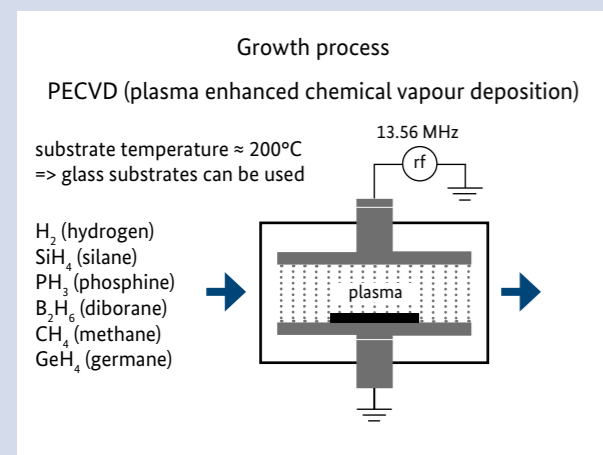 Growth process
PECVD (plasma enhanced chemical vapour deposition)
13.56 MHz
rf
substrate temperature ≈ 200°C
=> glass substrates can be used
H₂ (hydrogen)
SiH₄ (silane)
PH₃ (phosphine)
B₂H₆ (diborane)
CH₄ (methane)
GeH₄ (germane)
plasma